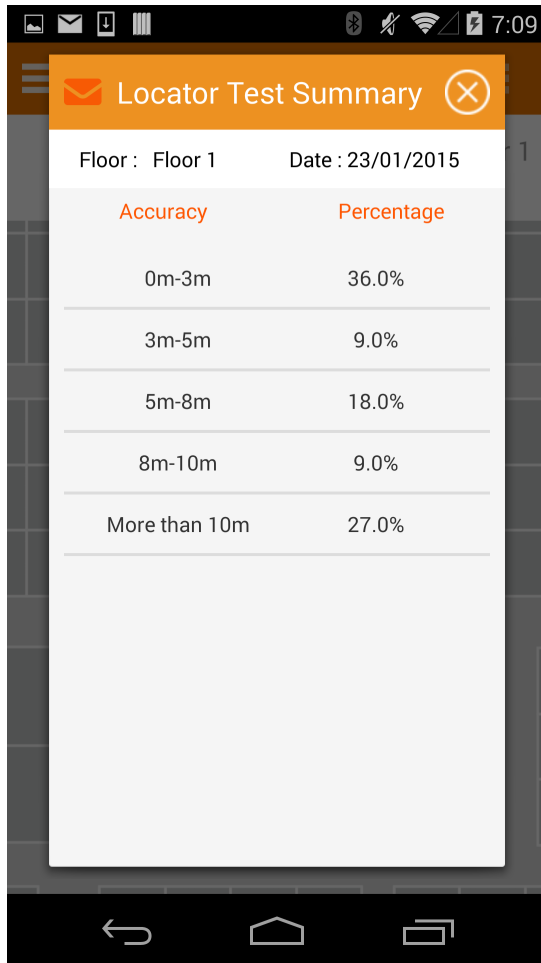 7:09
Locator Test Summary
Floor : Floor 1 Date : 23/01/2015
1
Accuracy Percentage
0m-3m 36.0%
3m-5m 9.0%
5m-8m 18.0%
8m-10m 9.0%
More than 10m 27.0%